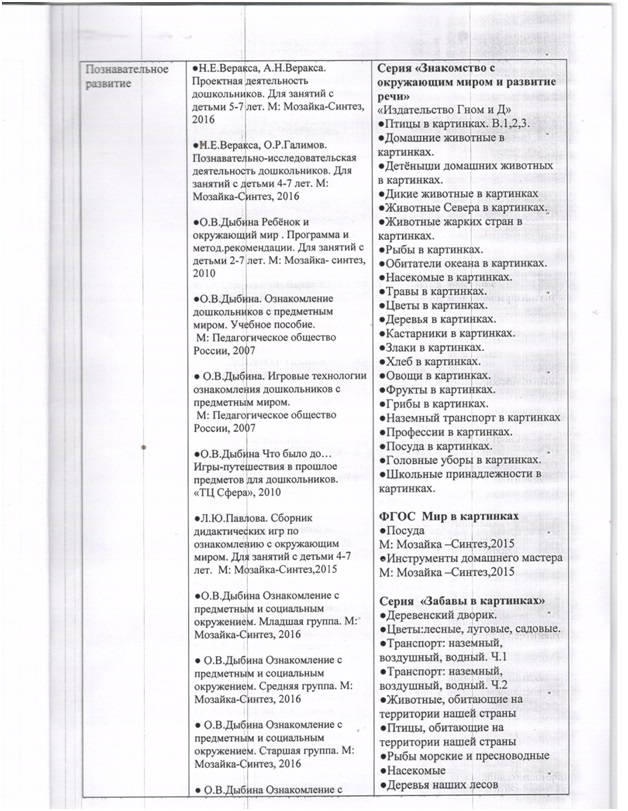 Познавательное
развитие
●Н.Е.Веракса, А.Н.Веракса.
Проектная деятельность
дошкольников. Для занятий с
детьми 5-7 лет. М: Мозайка-Синтез,
2016
●Н.Е.Веракса, О.Р.Галимов.
Познавательно-исследовательская
деятельность дошкольников. Для
занятий с детьми 4-7 лет. М:
Мозайка-Синтез, 2016
●О.В.Дыбина Ребёнок и
окружающий мир . Программа и
метод.рекомендации. Для занятий с
детьми 2-7 лет. М: Мозайка- синтез,
2010
●О.В.Дыбина. Ознакомление
дошкольников с предметным
миром. Учебное пособие.
М: Педагогическое общество
России, 2007
● О.В.Дыбина. Игровые технологии
ознакомления дошкольников с
предметным миром.
М: Педагогическое общество
России, 2007
●О.В.Дыбина Что было до…
Игры-путешествия в прошлое
предметов для дошкольников.
«ТЦ Сфера», 2010
●Л.Ю.Павлова. Сборник
дидактических игр по
ознакомлению с окружающим
миром. Для занятий с детьми 4-7
лет. М: Мозайка-Синтез,2015
●О.В.Дыбина Ознакомление с
предметным и социальным
окружением. Младшая группа. М:
Мозайка-Синтез, 2016
● О.В.Дыбина Ознакомление с
предметным и социальным
окружением. Средняя группа. М:
Мозайка-Синтез, 2016
● О.В.Дыбина Ознакомление с
предметным и социальным
окружением. Старшая группа. М:
Мозайка-Синтез, 2016
● О.В.Дыбина Ознакомление с
Серия «Знакомство с
окружающим миром и развитие
речи»
«Издательство Гном и Д»
●Птицы в картинках. В.1,2,3.
●Домашние животные в
картинках.
●Детёныши домашних животных
в картинках.
●Дикие животные в картинках
●Животные Севера в картинках.
●Животные жарких стран в
картинках.
●Рыбы в картинках.
●Обитатели океана в картинках.
●Насекомые в картинках.
●Травы в картинках.
●Цветы в картинках.
●Деревья в картинках.
●Кастарники в картинках.
●Злаки в картинках.
●Хлеб в картинках.
●Овощи в картинках.
●Фрукты в картинках.
●Грибы в картинках.
●Наземный транспорт в картинках
●Профессии в картинках.
●Посуда в картинках.
●Головные уборы в картинках.
●Школьные принадлежности в
картинках.
ФГОС Мир в картинках
●Посуда
М: Мозайка –Синтез,2015
●Инструменты домашнего мастера
М: Мозайка –Синтез,2015
Серия «Забавы в картинках»
●Деревенский дворик.
●Цветы:лесные, луговые, садовые.
●Транспорт: наземный,
воздушный, водный. Ч.1
●Транспорт: наземный,
воздушный, водный. Ч.2
●Животные, обитающие на
территории нашей страны
●Птицы, обитающие на
территории нашей страны
●Рыбы морские и пресноводные
●Насекомые
●Деревья наших лесов